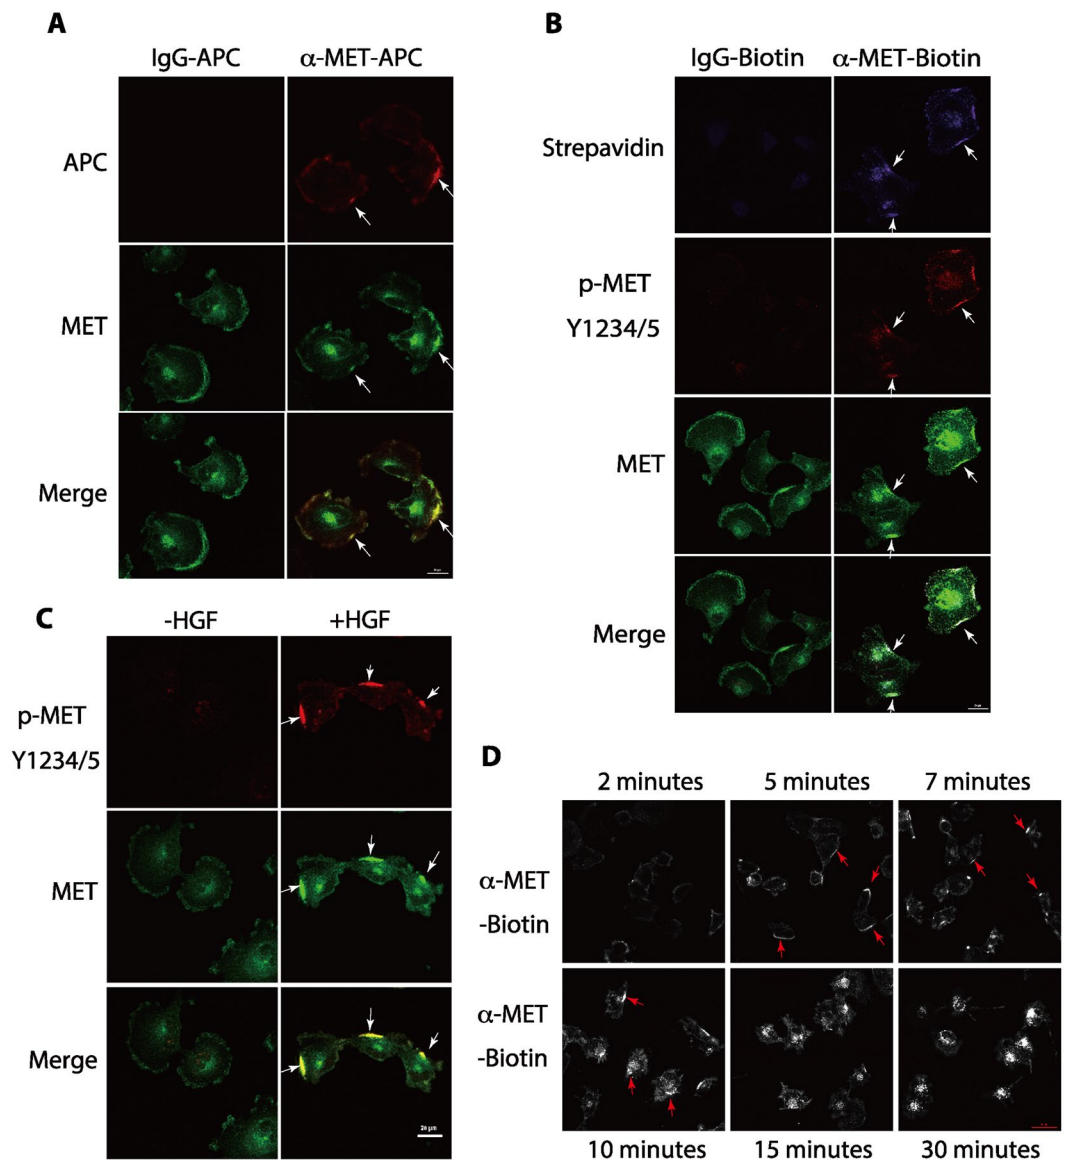 A
IgG-APC α-MET-APC
APC
MET
Merge
B
IgG-Biotin α-MET-Biotin
Strepavidin
p-MET
Y1234/5
MET
Merge
C
-HGF +HGF
p-MET
Y1234/5
MET
Merge
20 µm
D
2 minutes 5 minutes 7 minutes
α-MET
-Biotin
α-MET
-Biotin
10 minutes 15 minutes 30 minutes